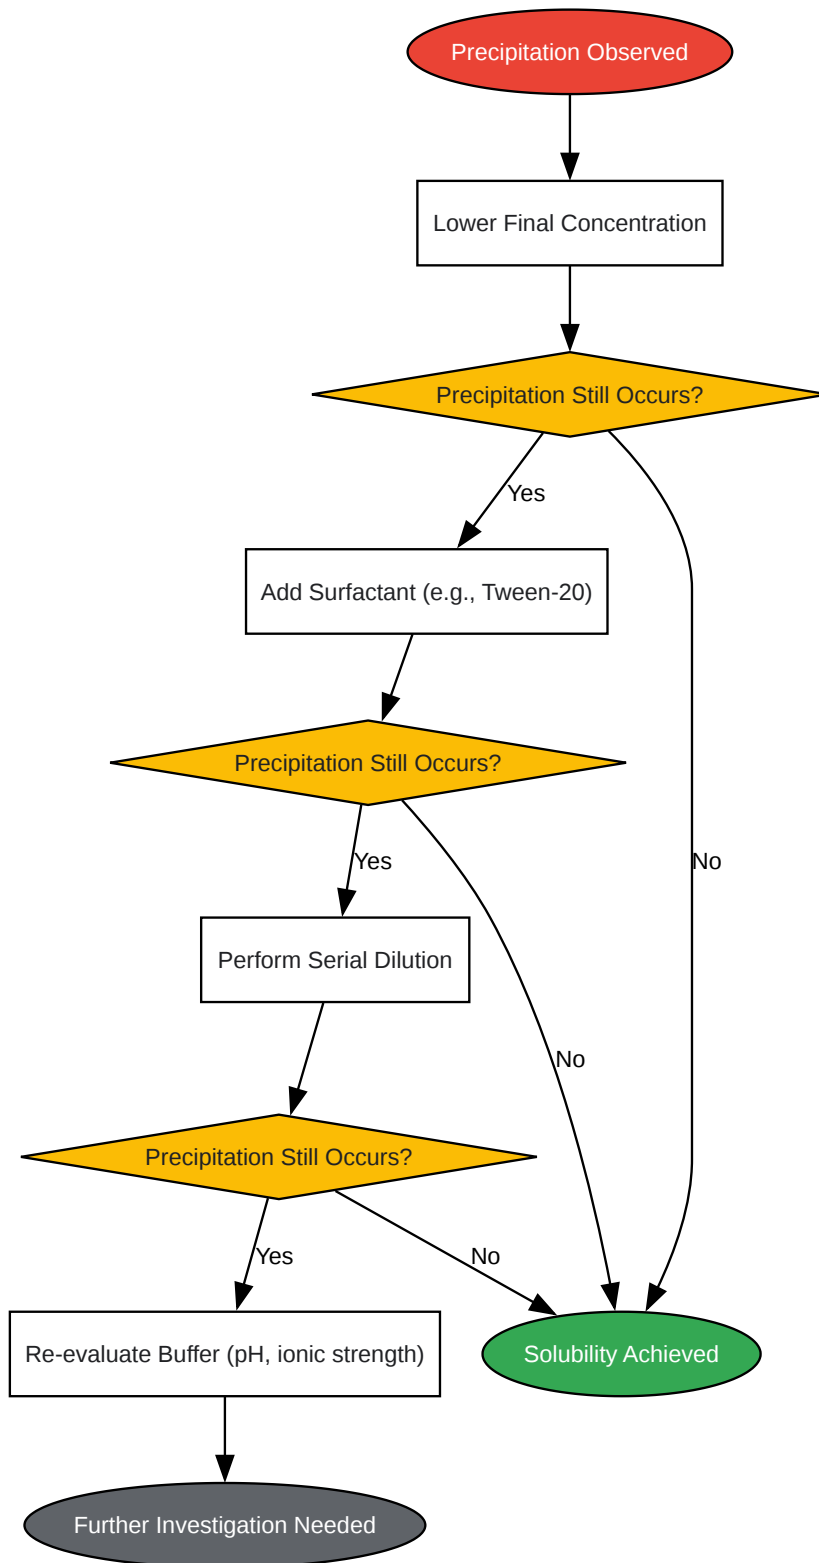 Precipitation Observed
Lower Final Concentration
Precipitation Still Occurs?
Yes
Add Surfactant (e.g., Tween-20)
Precipitation Still Occurs?
Yes
No
Perform Serial Dilution
No
Precipitation Still Occurs?
Yes
No
Re-evaluate Buffer (pH, ionic strength)
Solubility Achieved
Further Investigation Needed